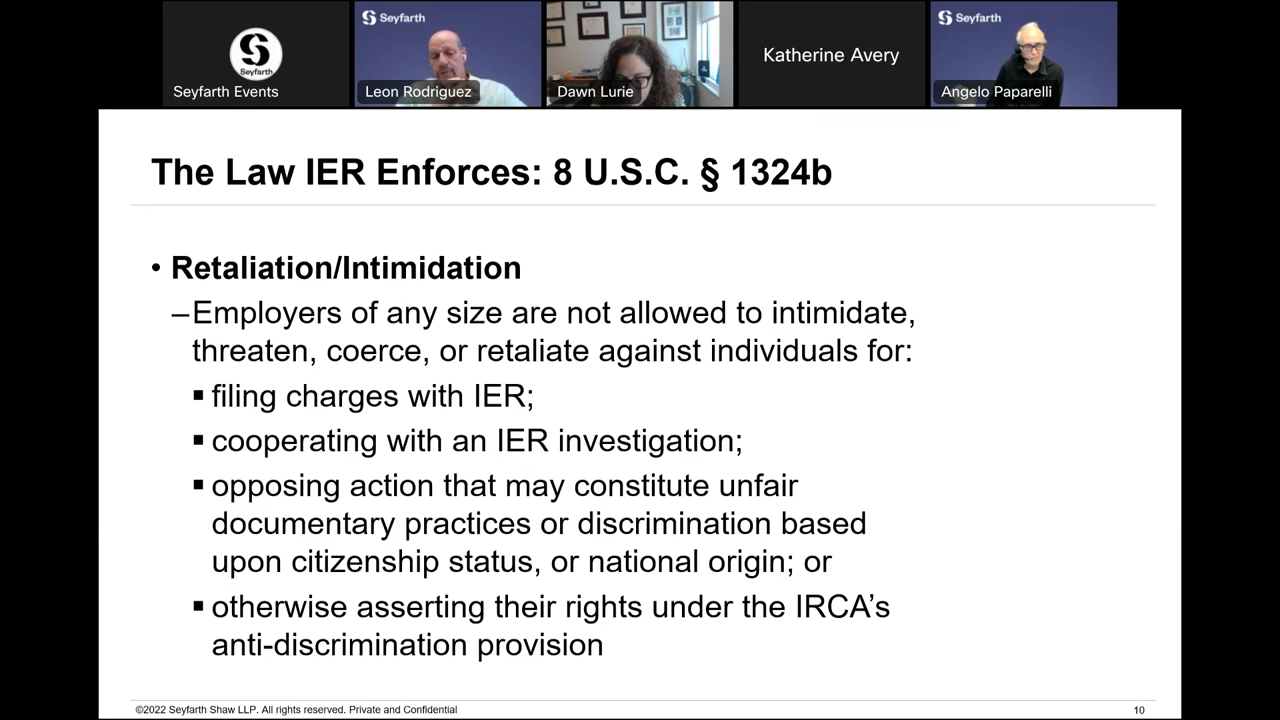 Seyfarth
Seyfarth Events
Seyfarth
Leon Rodriguez
Dawn Lurie
Katherine Avery
Seyfarth
Angelo Paparelli
The Law IER Enforces: 8 U.S.C. § 1324b
• Retaliation/Intimidation
–Employers of any size are not allowed to intimidate,
threaten, coerce, or retaliate against individuals for:
▪ filing charges with IER;
▪ cooperating with an IER investigation;
▪ opposing action that may constitute unfair
documentary practices or discrimination based
upon citizenship status, or national origin; or
▪ otherwise asserting their rights under the IRCA’s
anti-discrimination provision
©2022 Seyfarth Shaw LLP. All rights reserved. Private and Confidential
10